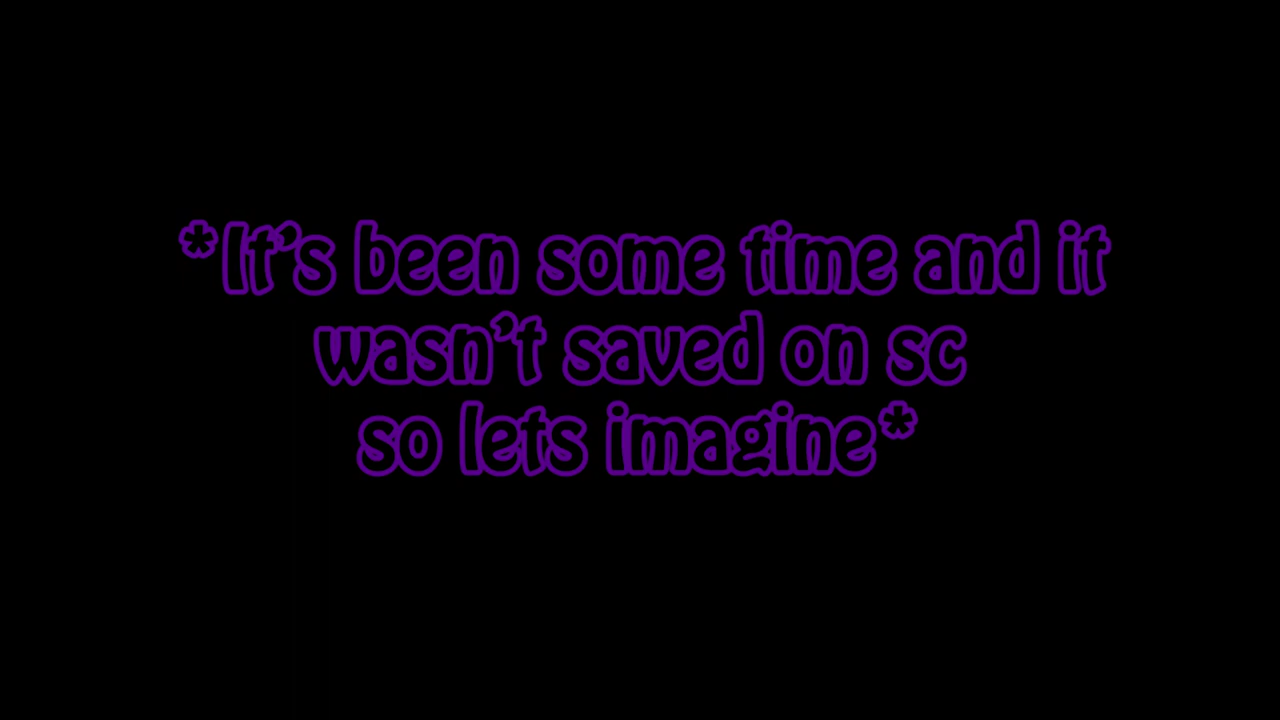 *It's been some time and it
wasn't saved on sc
so lets imagine*